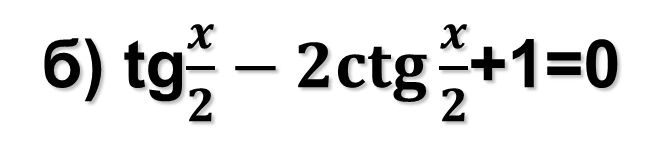 б) tg x/2 − 2ctg x/2 +1=0